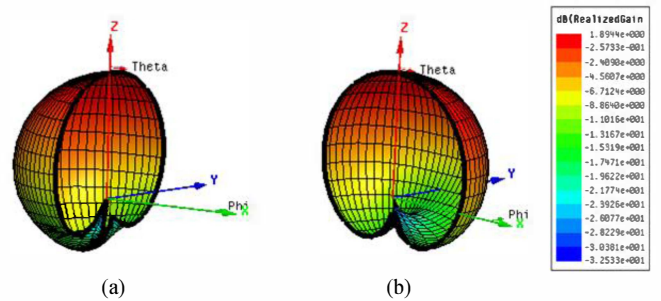 Z
Theta
Y
Phi
X
(a)
Z
Theta
Y
Phi
X
(b)
dB(RealizedGain
1.8944e+000
-2.5733e-001
-2.4090e+000
-4.5607e+000
-6.7124e+000
-8.8640e+000
-1.1016e+001
-1.3167e+001
-1.5319e+001
-1.7471e+001
-1.9622e+001
-2.1774e+001
-2.3926e+001
-2.6077e+001
-2.8229e+001
-3.0381e+001
-3.2533e+001